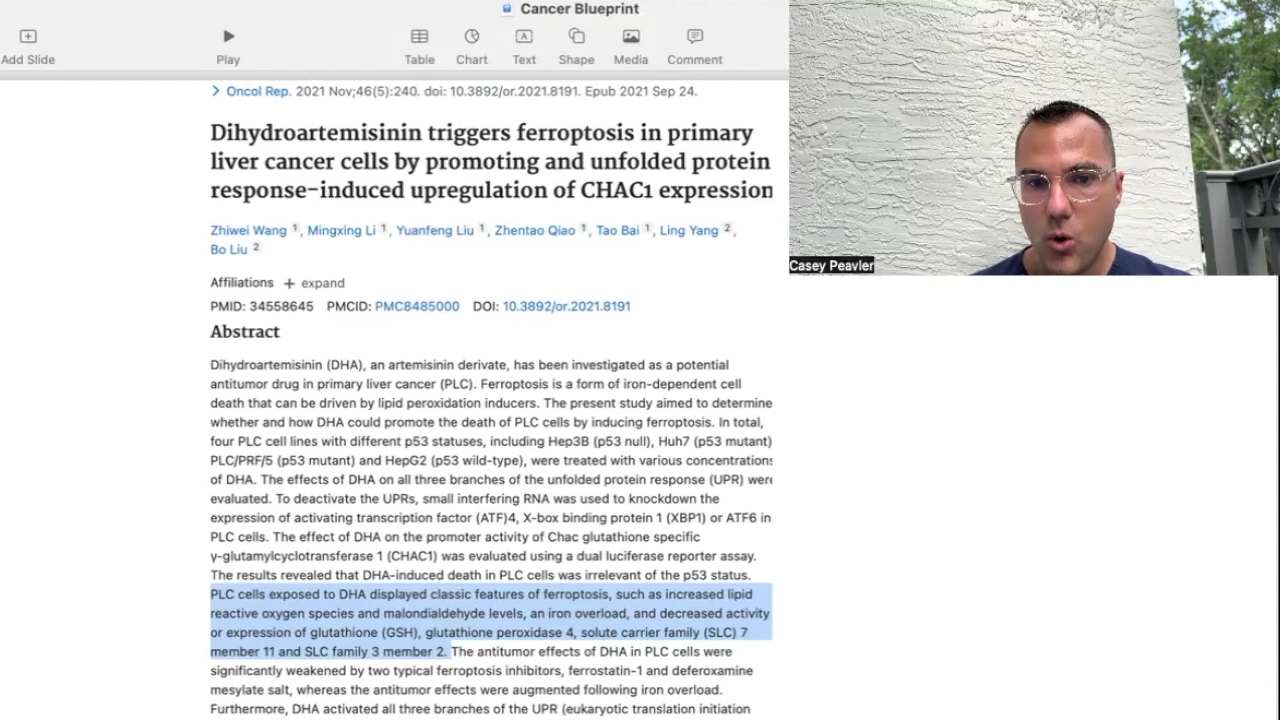 Cancer Blueprint
Add Slide
Play
Table
Chart
Text
Shape
Media
Comment
Oncol Rep. 2021 Nov;46(5):240. doi: 10.3892/or.2021.8191. Epub 2021 Sep 24.
Dihydroartemisinin triggers ferroptosis in primary
liver cancer cells by promoting and unfolded protein
response-induced upregulation of CHAC1 expression
Zhiwei Wang 1, Mingxing Li 1, Yuanfeng Liu 1, Zhentao Qiao 1, Tao Bai 1, Ling Yang 2,
Bo Liu 2
Affiliations + expand
PMID: 34558645 PMCID: PMC8485000 DOI: 10.3892/or.2021.8191
Abstract
Dihydroartemisinin (DHA), an artemisinin derivate, has been investigated as a potential
antitumor drug in primary liver cancer (PLC). Ferroptosis is a form of iron-dependent cell
death that can be driven by lipid peroxidation inducers. The present study aimed to determine
whether and how DHA could promote the death of PLC cells by inducing ferroptosis. In total,
four PLC cell lines with different p53 statuses, including Hep3B (p53 null), Huh7 (p53 mutant)
PLC/PRF/5 (p53 mutant) and HepG2 (p53 wild-type), were treated with various concentrations
of DHA. The effects of DHA on all three branches of the unfolded protein response (UPR) were
evaluated. To deactivate the UPRs, small interfering RNA was used to knockdown the
expression of activating transcription factor (ATF)4, X-box binding protein 1 (XBP1) or ATF6 in
PLC cells. The effect of DHA on the promoter activity of Chac glutathione specific
γ-glutamylcyclotransferase 1 (CHAC1) was evaluated using a dual luciferase reporter assay.
The results revealed that DHA-induced death in PLC cells was irrelevant of the p53 status.
PLC cells exposed to DHA displayed classic features of ferroptosis, such as increased lipid
reactive oxygen species and malondialdehyde levels, an iron overload, and decreased activity
or expression of glutathione (GSH), glutathione peroxidase 4, solute carrier family (SLC) 7
member 11 and SLC family 3 member 2. The antitumor effects of DHA in PLC cells were
significantly weakened by two typical ferroptosis inhibitors, ferrostatin-1 and deferoxamine
mesylate salt, whereas the antitumor effects were augmented following iron overload.
Furthermore, DHA activated all three branches of the UPR (eukaryotic translation initiation
Casey Peavler